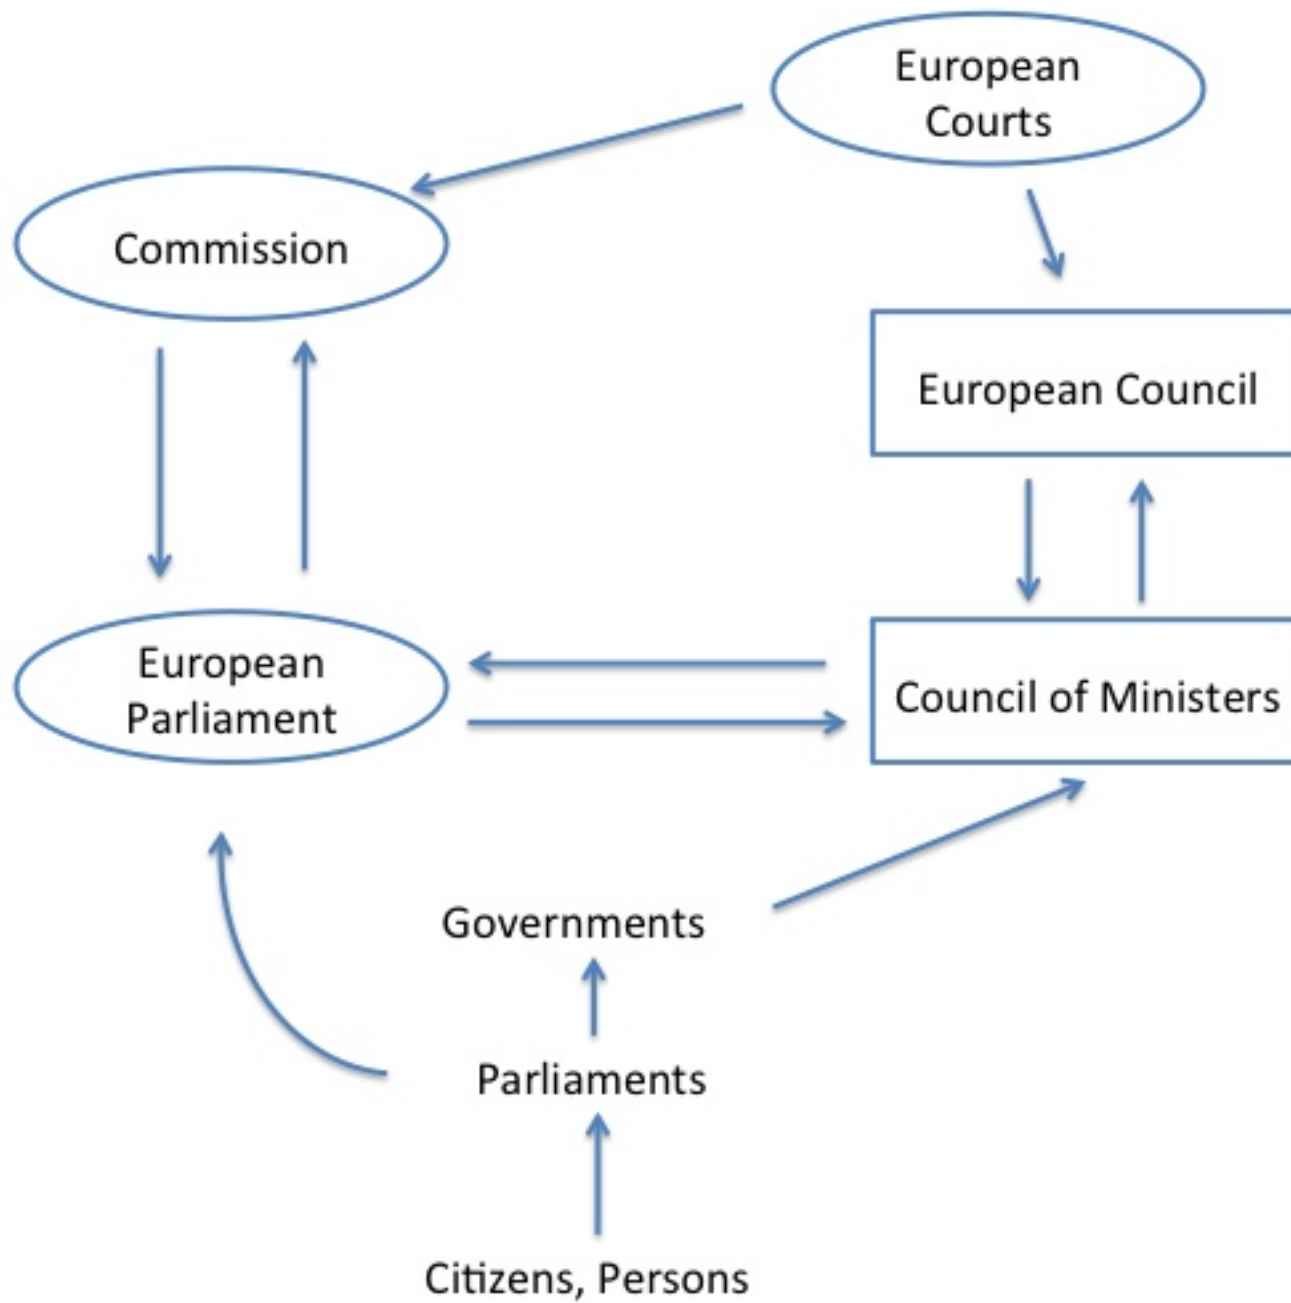 European
Courts
Commission
European Council
European
Parliament
Council of Ministers
Governments
Parliaments
Citizens, Persons